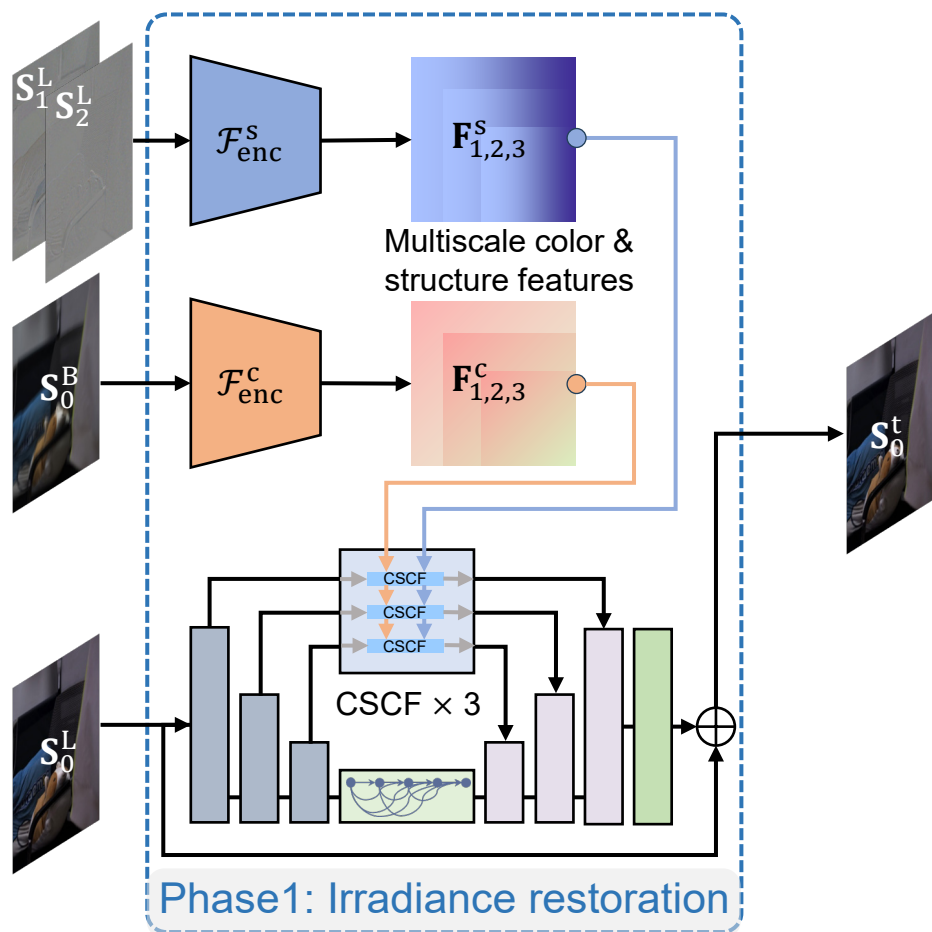 S₁ᴸ
S₂ᴸ
ℱₑₙ꜀ˢ
F₁,₂,₃ˢ
Multiscale color &
structure features
S₀ᴮ
ℱₑₙ꜀ᶜ
F₁,₂,₃ᶜ
S₀ᵗ
CSCF
CSCF
CSCF
CSCF × 3
S₀ᴸ
Phase1: Irradiance restoration